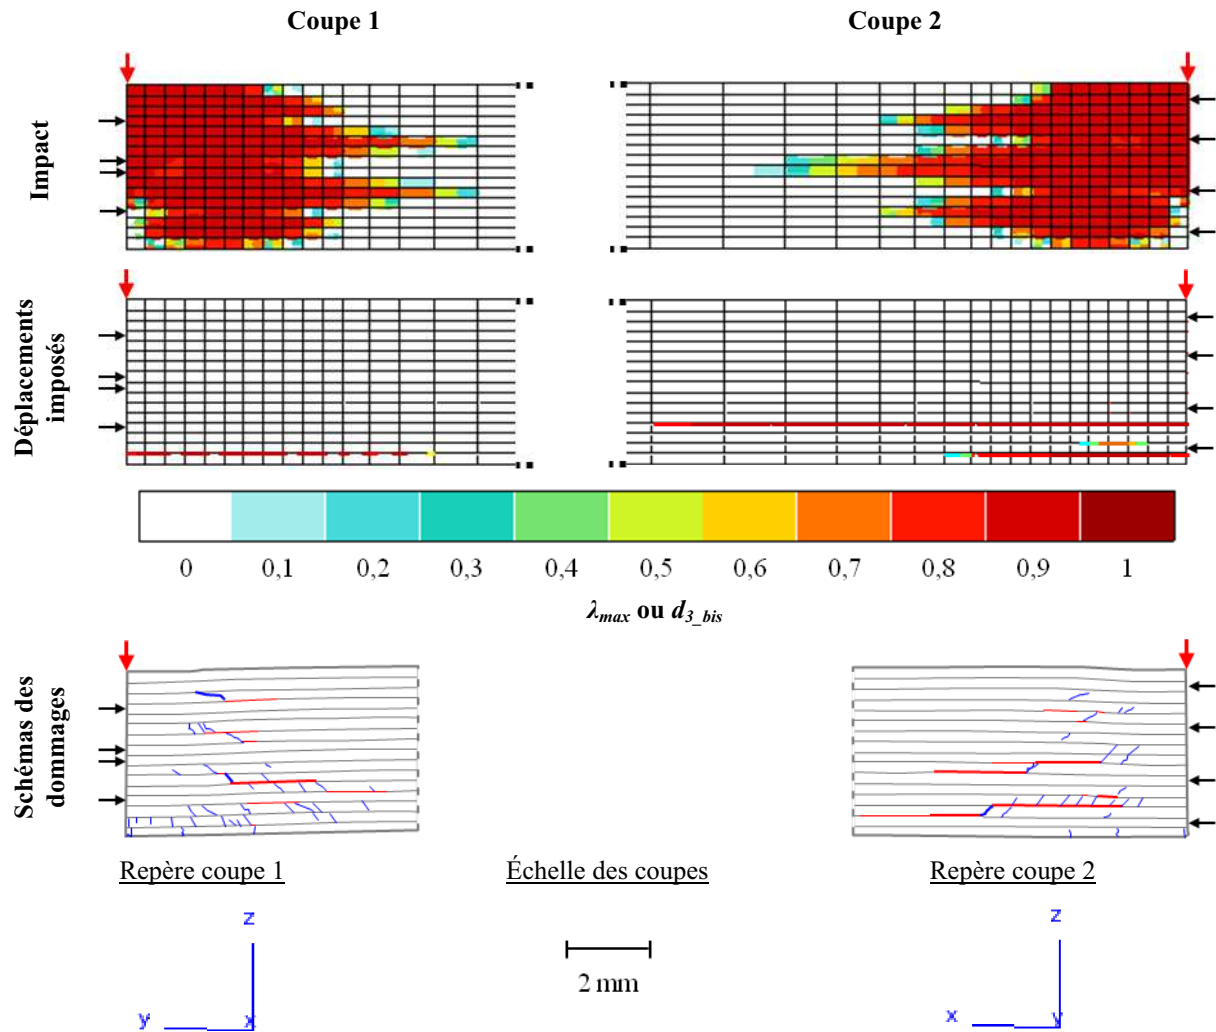 Coupe 1
Coupe 2
Impact
Déplacements
imposés
0
0,1
0,2
0,3
0,4
0,5
0,6
0,7
0,8
0,9
1
λmax ou d3_bis
Schémas des
dommages
Repère coupe 1
Échelle des coupes
Repère coupe 2
z
y
x
2 mm
z
x
y